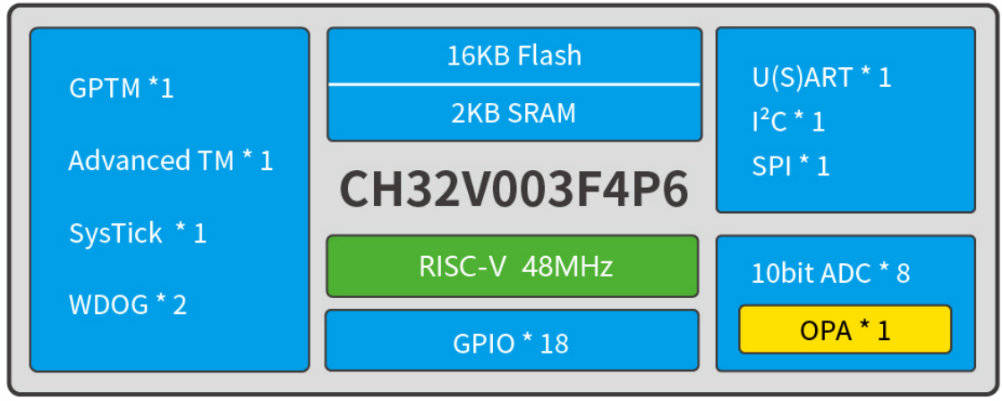 GPTM *1
Advanced TM * 1
SysTick * 1
WDOG * 2
16KB Flash
2KB SRAM
CH32V003F4P6
RISC-V 48MHz
GPIO * 18
U(S)ART * 1
I²C * 1
SPI * 1
10bit ADC * 8
OPA * 1